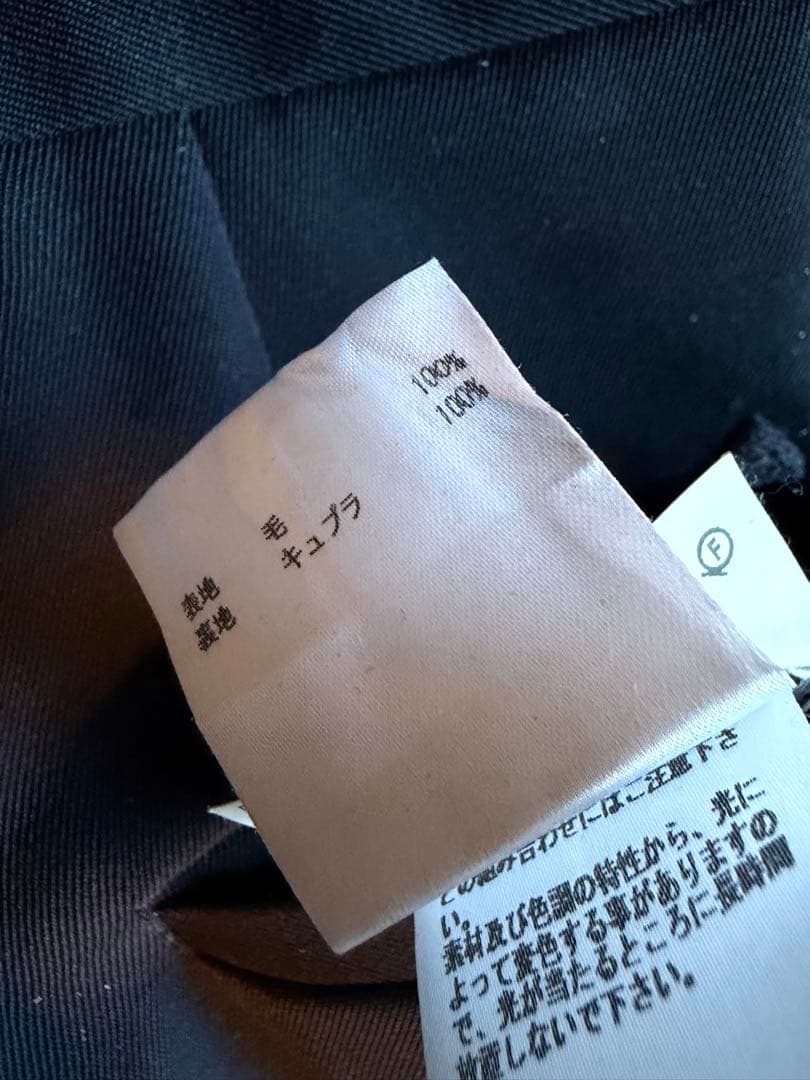 表地 毛 100%
裏地 キュプラ 100%
F
との組み合わせにはご注意下さ
い。
素材及び色調の特性から、光に
よって変色する事がありますの
で、光が当たるところに長時間
放置しないで下さい。